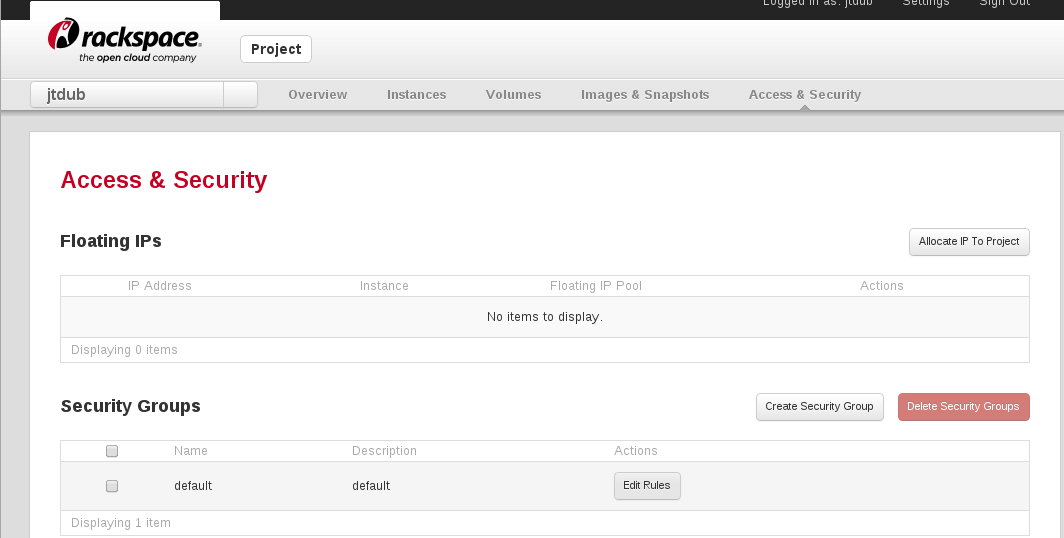 Logged in as: jtdub Settings Sign Out
rackspace
the open cloud company
Project
jtdub Overview Instances Volumes Images & Snapshots Access & Security
Access & Security
Floating IPs Allocate IP To Project
IP Address Instance Floating IP Pool Actions
No items to display.
Displaying 0 items
Security Groups Create Security Group Delete Security Groups
Name Description Actions
default default Edit Rules
Displaying 1 item